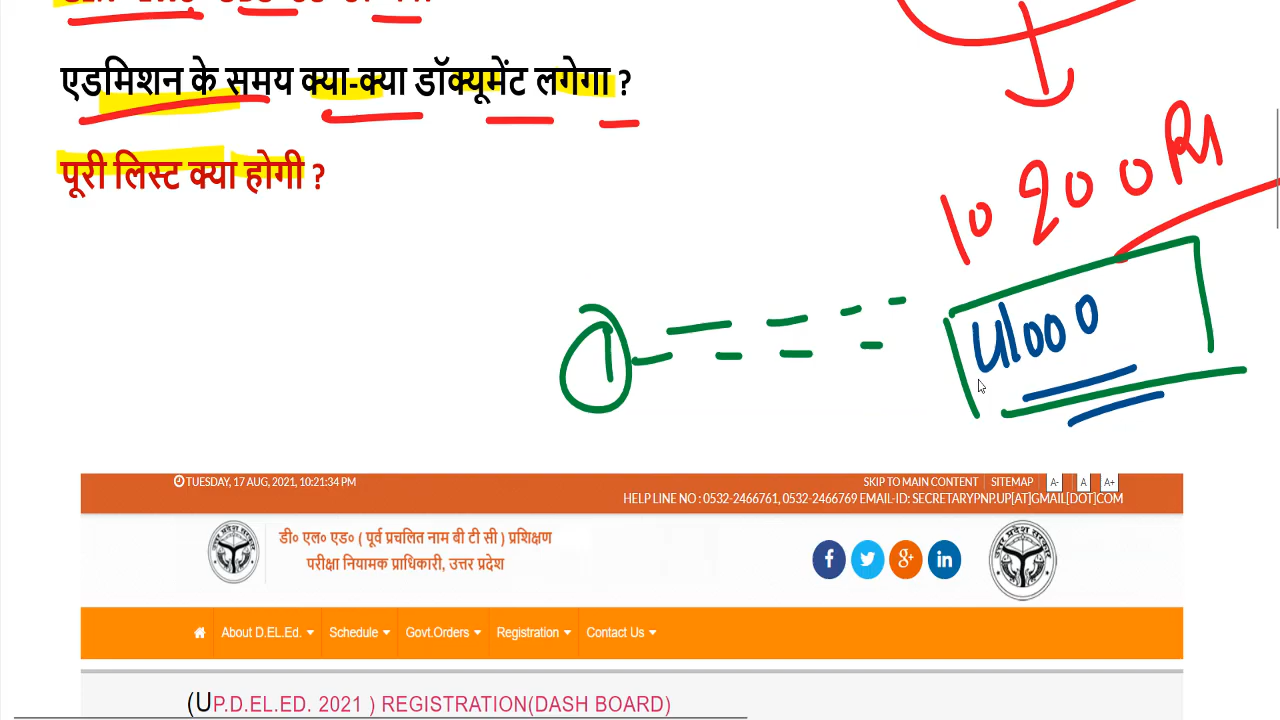 एडमिशन के समय क्या-क्या डॉक्यूमेंट लगेगा ?
पूरी लिस्ट क्या होगी ?
10200 Rs
1
41000
TUESDAY, 17 AUG, 2021, 10:21:34 PM
SKIP TO MAIN CONTENT SITEMAP A- A A+
HELP LINE NO : 0532-2466761, 0532-2466769 EMAIL-ID: SECRETARYPNP.UP[AT]GMAIL[DOT]COM
डी० एल० एड० ( पूर्व प्रचलित नाम बी टी सी ) प्रशिक्षण
परीक्षा नियामक प्राधिकारी, उत्तर प्रदेश
f g+ in
About D.EL.Ed. Schedule Govt.Orders Registration Contact Us
(UP.D.EL.ED. 2021 ) REGISTRATION(DASH BOARD)